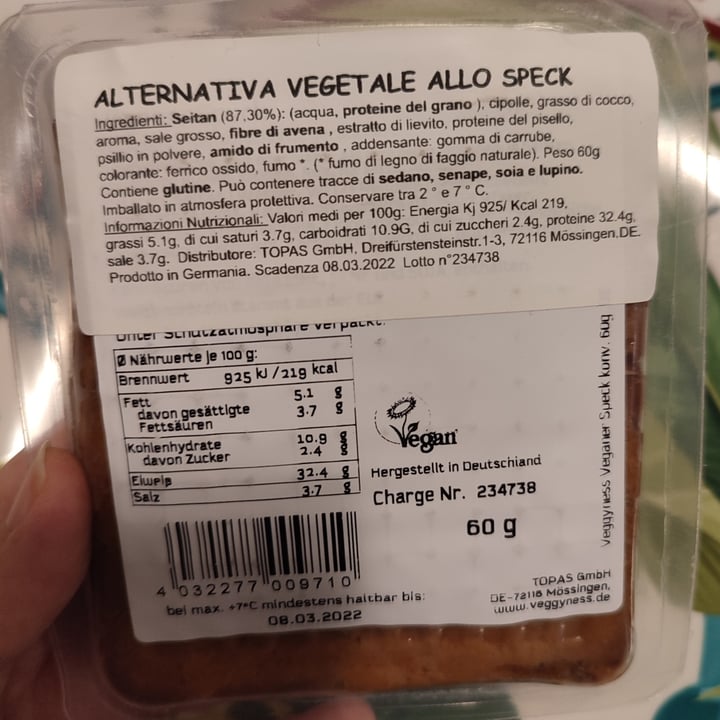 ALTERNATIVA VEGETALE ALLO SPECK
Ingredienti: Seitan (87,30%): (acqua, proteine del grano ), cipolle, grasso di cocco,
aroma, sale grosso, fibre di avena , estratto di lievito, proteine del pisello,
psillio in polvere, amido di frumento , addensante: gomma di carrube,
colorante: ferrico ossido, fumo *. (* fumo di legno di faggio naturale). Peso 60g
Contiene glutine. Può contenere tracce di sedano, senape, soia e lupino.
Imballato in atmosfera protettiva. Conservare tra 2 ° e 7 ° C.
Informazioni Nutrizionali: Valori medi per 100g: Energia Kj 925/ Kcal 219,
grassi 5.1g, di cui saturi 3.7g, carboidrati 10.9G, di cui zuccheri 2.4g, proteine 32.4g,
sale 3.7g. Distributore: TOPAS GmbH, Dreifürstensteinstr.1-3, 72116 Mössingen,DE.
Prodotto in Germania. Scadenza 08.03.2022 Lotto n°234738
Unter Schutzatmosphäre verpackt.
Ø Nährwerte je 100 g:
Brennwert 925 kJ /219 kcal
Fett 5.1 g
davon gesättigte 3.7 g
Fettsäuren
Kohlenhydrate 10.9 g
davon Zucker 2.4 g
Eiweiß 32.4 g
Salz 3.7 g
Vegan
Hergestellt in Deutschland
Charge Nr. 234738
60 g
4 032277 009710
bei max. +7°C mindestens haltbar bis:
08.03.2022
TOPAS GmbH
DE-72116 Mössingen,
www.veggyness.de
Veggyness Veganer Speck konv. 60g